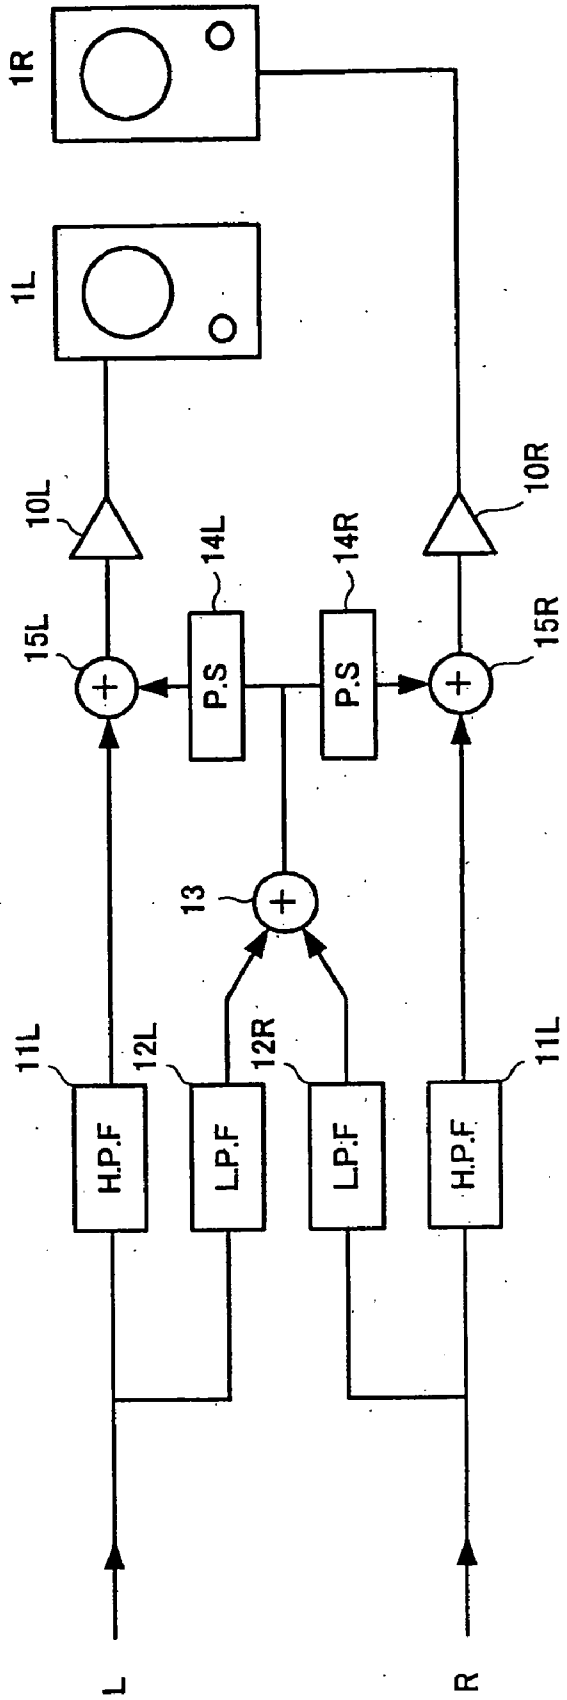 L
R
11L
H.P.F
12L
L.P.F
12R
L.P.F
11L
H.P.F
13
+
15L
+
14L
P.S
14R
P.S
15R
+
10L
10R
1L
1R